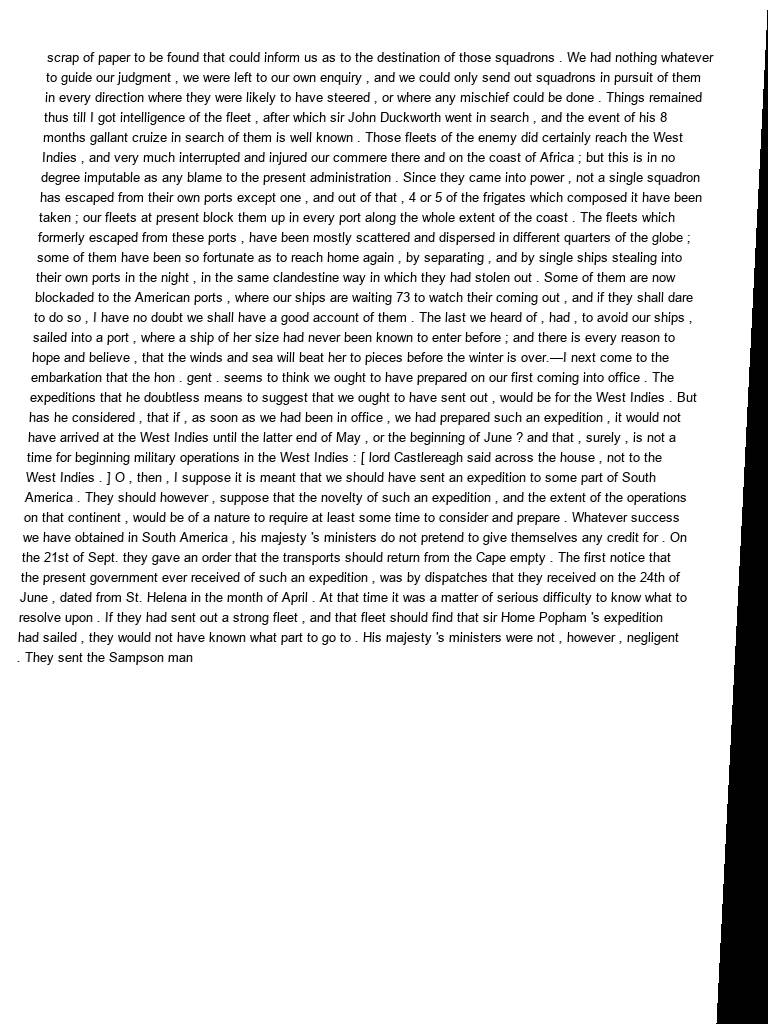 scrap of paper to be found that could inform us as to the destination of those squadrons . We had nothing whatever
to guide our judgment , we were left to our own enquiry , and we could only send out squadrons in pursuit of them
in every direction where they were likely to have steered , or where any mischief could be done . Things remained
thus till I got intelligence of the fleet , after which sir John Duckworth went in search , and the event of his 8
months gallant cruize in search of them is well known . Those fleets of the enemy did certainly reach the West
Indies , and very much interrupted and injured our commere there and on the coast of Africa ; but this is in no
degree imputable as any blame to the present administration . Since they came into power , not a single squadron
has escaped from their own ports except one , and out of that , 4 or 5 of the frigates which composed it have been
taken ; our fleets at present block them up in every port along the whole extent of the coast . The fleets which
formerly escaped from these ports , have been mostly scattered and dispersed in different quarters of the globe ;
some of them have been so fortunate as to reach home again , by separating , and by single ships stealing into
their own ports in the night , in the same clandestine way in which they had stolen out . Some of them are now
blockaded to the American ports , where our ships are waiting 73 to watch their coming out , and if they shall dare
to do so , I have no doubt we shall have a good account of them . The last we heard of , had , to avoid our ships ,
sailed into a port , where a ship of her size had never been known to enter before ; and there is every reason to
hope and believe , that the winds and sea will beat her to pieces before the winter is over.—I next come to the
embarkation that the hon . gent . seems to think we ought to have prepared on our first coming into office . The
expeditions that he doubtless means to suggest that we ought to have sent out , would be for the West Indies . But
has he considered , that if , as soon as we had been in office , we had prepared such an expedition , it would not
have arrived at the West Indies until the latter end of May , or the beginning of June ? and that , surely , is not a
time for beginning military operations in the West Indies : [ lord Castlereagh said across the house , not to the
West Indies . ] O , then , I suppose it is meant that we should have sent an expedition to some part of South
America . They should however , suppose that the novelty of such an expedition , and the extent of the operations
on that continent , would be of a nature to require at least some time to consider and prepare . Whatever success
we have obtained in South America , his majesty 's ministers do not pretend to give themselves any credit for . On
the 21st of Sept. they gave an order that the transports should return from the Cape empty . The first notice that
the present government ever received of such an expedition , was by dispatches that they received on the 24th of
June , dated from St. Helena in the month of April . At that time it was a matter of serious difficulty to know what to
resolve upon . If they had sent out a strong fleet , and that fleet should find that sir Home Popham 's expedition
had sailed , they would not have known what part to go to . His majesty 's ministers were not , however , negligent
. They sent the Sampson man